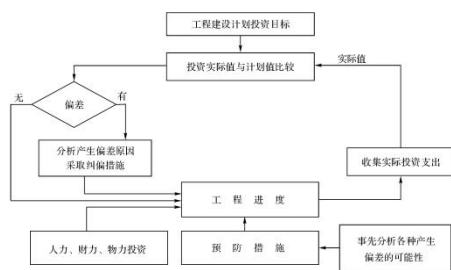 工程建设计划投资目标
投资实际值与计划值比较
实际值
无
偏差
有
分析产生偏差原因
采取纠偏措施
收集实际投资支出
工 程 进 度
人力、财力、物力投资
预 防 措 施
事先分析各种产生
偏差的可能性